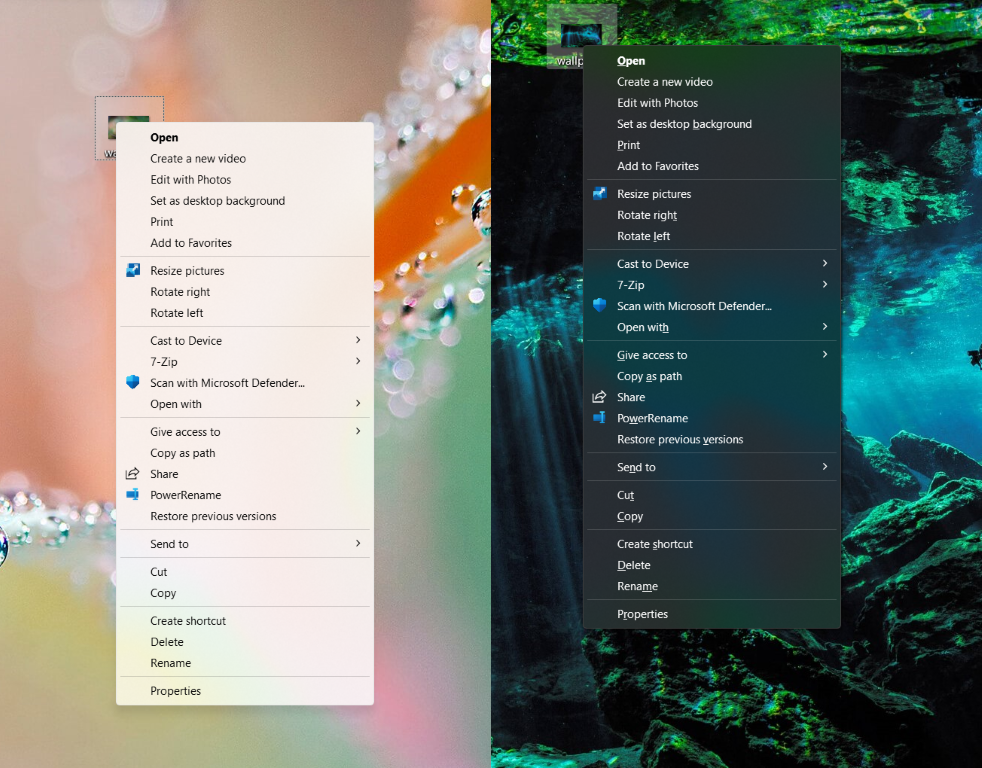 wa
Open
Create a new video
Edit with Photos
Set as desktop background
Print
Add to Favorites
Resize pictures
Rotate right
Rotate left
Cast to Device
7-Zip
Scan with Microsoft Defender...
Open with
Give access to
Copy as path
Share
PowerRename
Restore previous versions
Send to
Cut
Copy
Create shortcut
Delete
Rename
Properties
wallp
Open
Create a new video
Edit with Photos
Set as desktop background
Print
Add to Favorites
Resize pictures
Rotate right
Rotate left
Cast to Device
7-Zip
Scan with Microsoft Defender...
Open with
Give access to
Copy as path
Share
PowerRename
Restore previous versions
Send to
Cut
Copy
Create shortcut
Delete
Rename
Properties